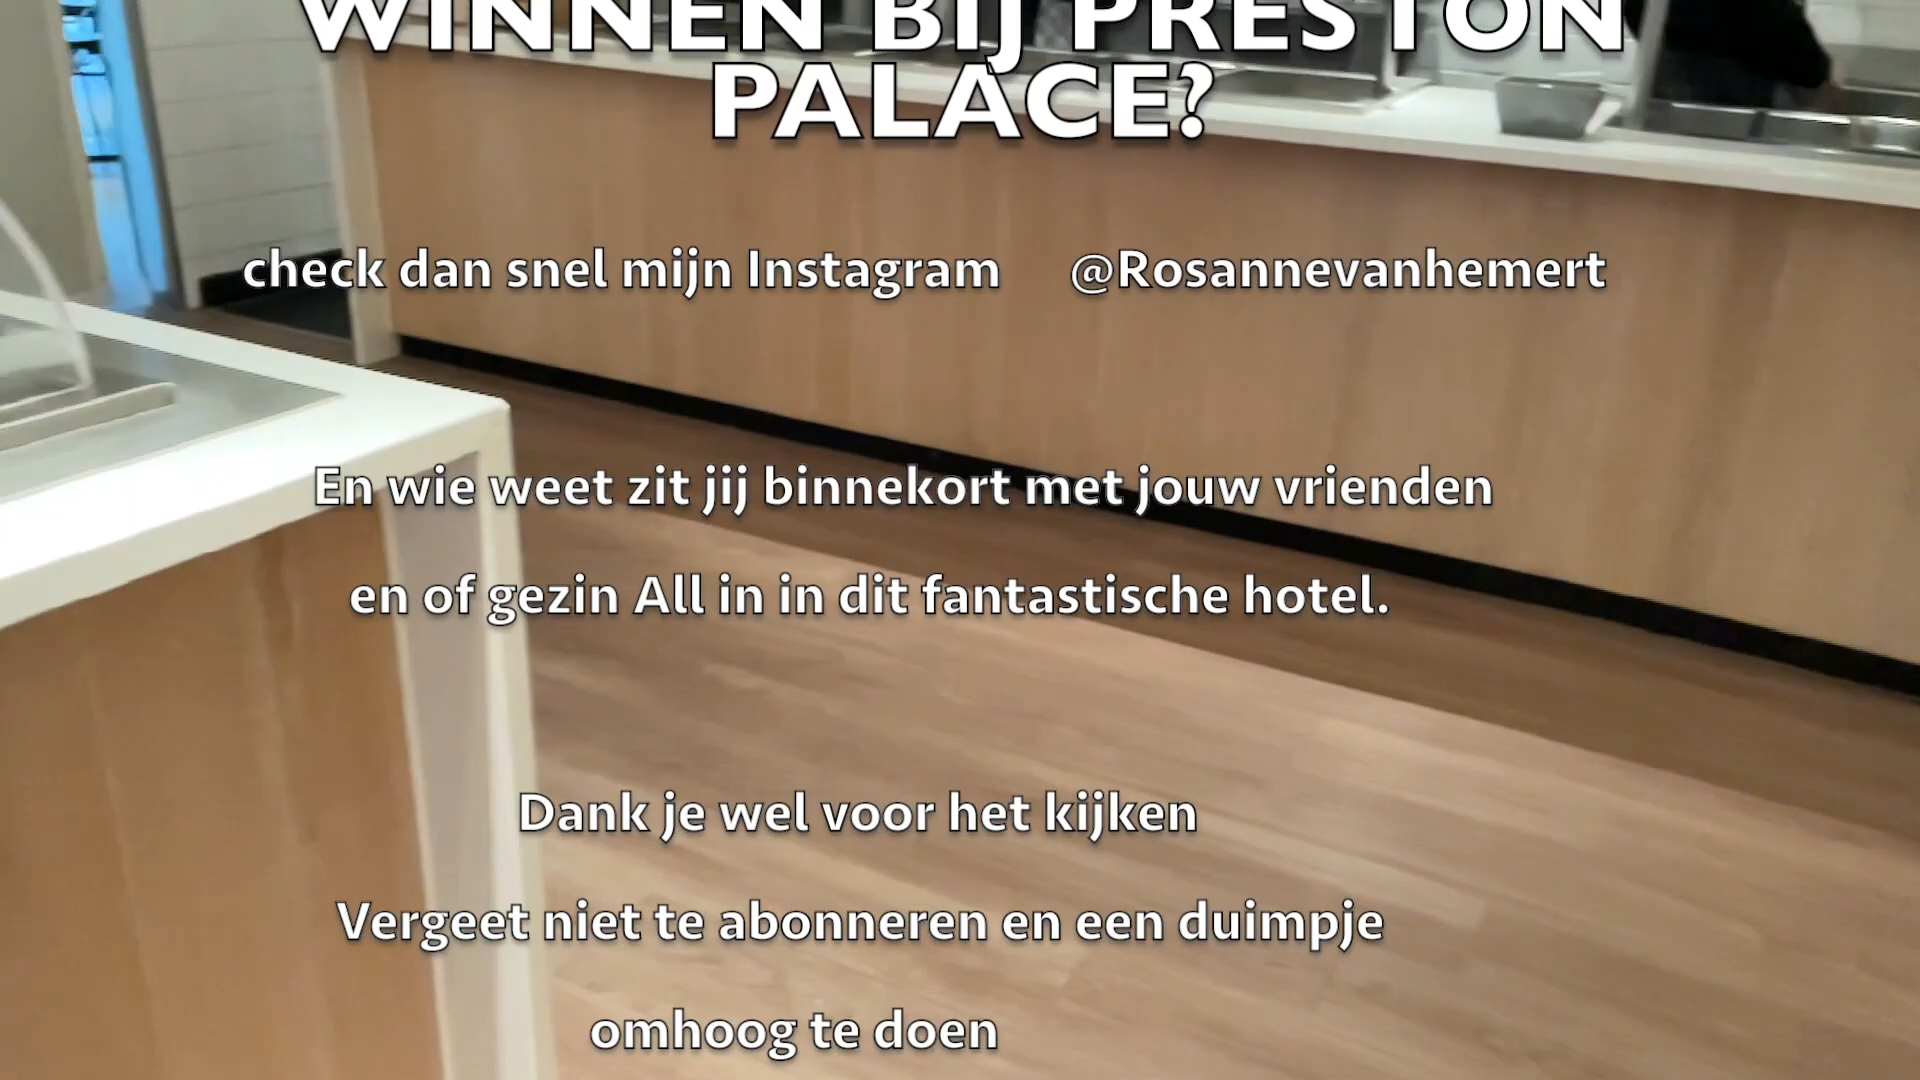 WINNEN BIJ PRESTON
PALACE?
check dan snel mijn Instagram @Rosannevanhemert
En wie weet zit jij binnekort met jouw vrienden
en of gezin All in in dit fantastische hotel.
Dank je wel voor het kijken
Vergeet niet te abonneren en een duimpje
omhoog te doen